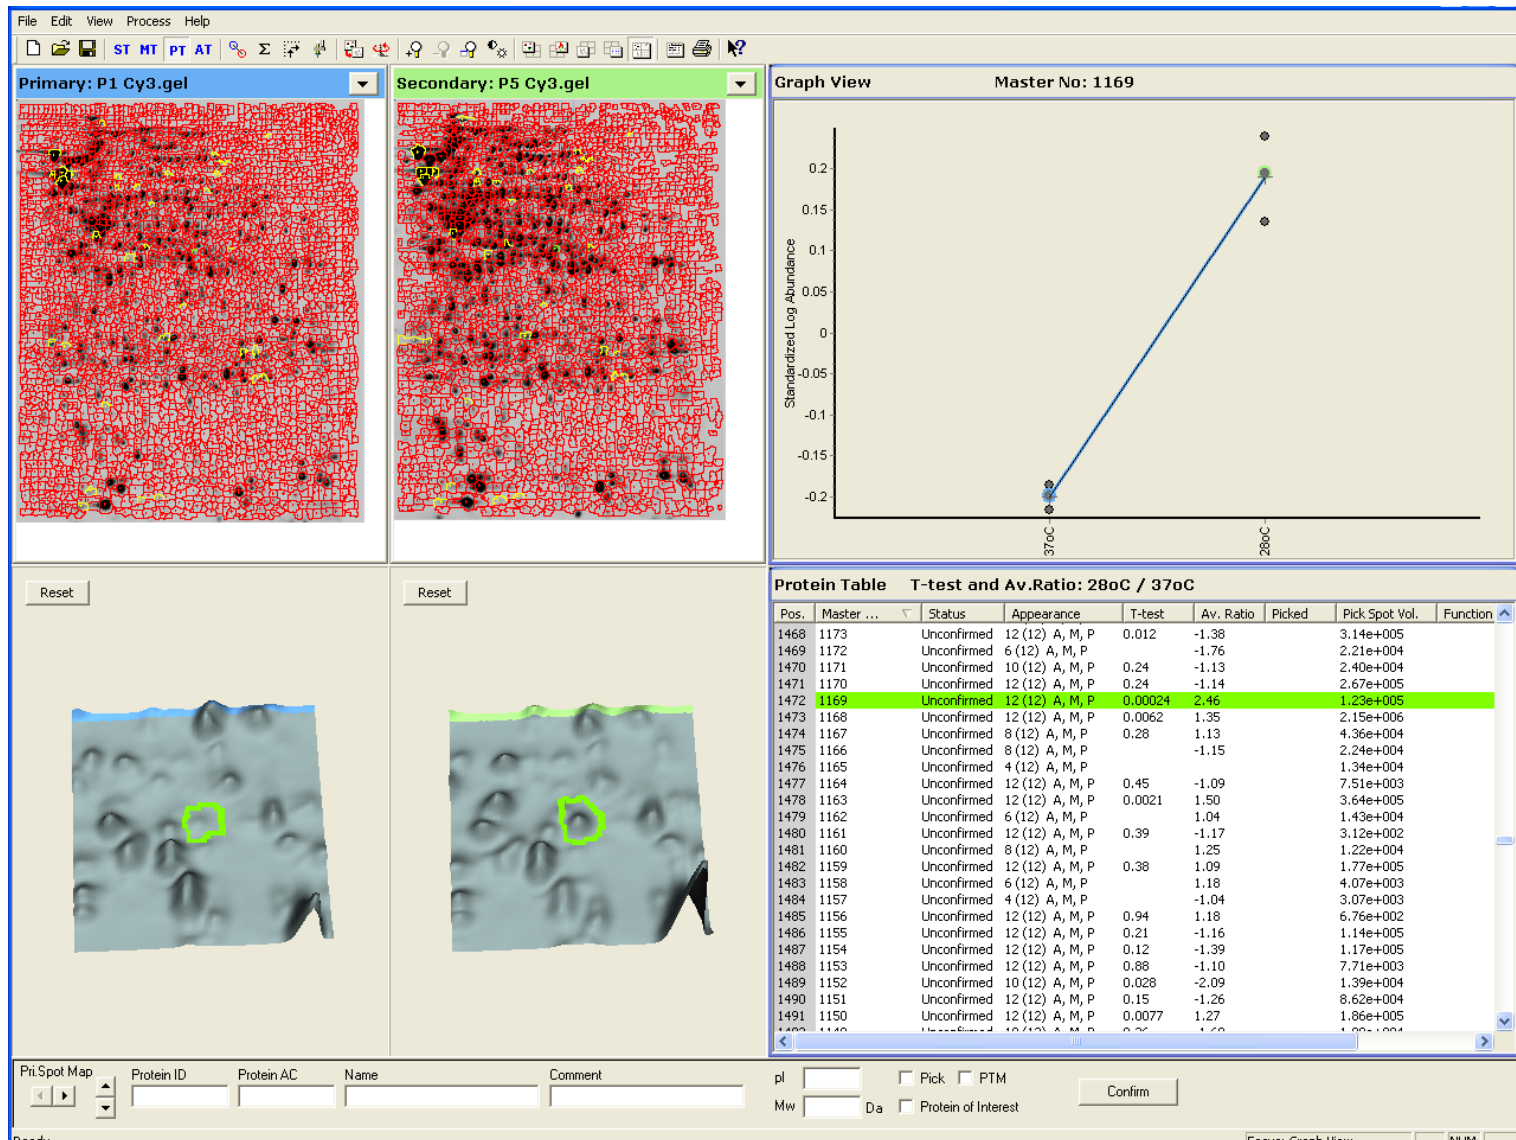 File Edit View Process Help
ST MT PT AT Σ
Primary: P1 Cy3.gel
Secondary: P5 Cy3.gel
Graph View Master No: 1169
Standardized Log Abundance
0.2
0.15
0.1
0.05
0
-0.05
-0.1
-0.15
-0.2
37oC
28oC
Reset
Reset
Protein Table T-test and Av.Ratio: 28oC / 37oC
Pos. Master ... Status Appearance T-test Av. Ratio Picked Pick Spot Vol. Function
1468 1173 Unconfirmed 12 (12) A, M, P 0.012 -1.38 3.14e+005
1469 1172 Unconfirmed 6 (12) A, M, P -1.76 2.21e+004
1470 1171 Unconfirmed 10 (12) A, M, P 0.24 -1.13 2.40e+004
1471 1170 Unconfirmed 12 (12) A, M, P 0.24 -1.14 2.67e+005
1472 1169 Unconfirmed 12 (12) A, M, P 0.00024 2.46 1.23e+005
1473 1168 Unconfirmed 12 (12) A, M, P 0.0062 1.35 2.15e+006
1474 1167 Unconfirmed 8 (12) A, M, P 0.28 1.13 4.36e+004
1475 1166 Unconfirmed 8 (12) A, M, P -1.15 2.24e+004
1476 1165 Unconfirmed 4 (12) A, M, P 1.34e+004
1477 1164 Unconfirmed 12 (12) A, M, P 0.45 -1.09 7.51e+003
1478 1163 Unconfirmed 12 (12) A, M, P 0.0021 1.50 3.64e+005
1479 1162 Unconfirmed 6 (12) A, M, P 1.04 1.43e+004
1480 1161 Unconfirmed 12 (12) A, M, P 0.39 -1.17 3.12e+002
1481 1160 Unconfirmed 8 (12) A, M, P 1.25 1.22e+004
1482 1159 Unconfirmed 12 (12) A, M, P 0.38 1.09 1.77e+005
1483 1158 Unconfirmed 6 (12) A, M, P 1.18 4.07e+003
1484 1157 Unconfirmed 4 (12) A, M, P -1.04 3.07e+003
1485 1156 Unconfirmed 12 (12) A, M, P 0.94 1.18 6.76e+002
1486 1155 Unconfirmed 12 (12) A, M, P 0.21 -1.16 1.14e+005
1487 1154 Unconfirmed 12 (12) A, M, P 0.12 -1.39 1.17e+005
1488 1153 Unconfirmed 12 (12) A, M, P 0.88 -1.10 7.71e+003
1489 1152 Unconfirmed 10 (12) A, M, P 0.028 -2.09 1.39e+004
1490 1151 Unconfirmed 12 (12) A, M, P 0.15 -1.26 8.62e+004
1491 1150 Unconfirmed 12 (12) A, M, P 0.0077 1.27 1.86e+005
Pri.Spot Map Protein ID Protein AC Name Comment pI Pick PTM Confirm
Mw Da Protein of Interest